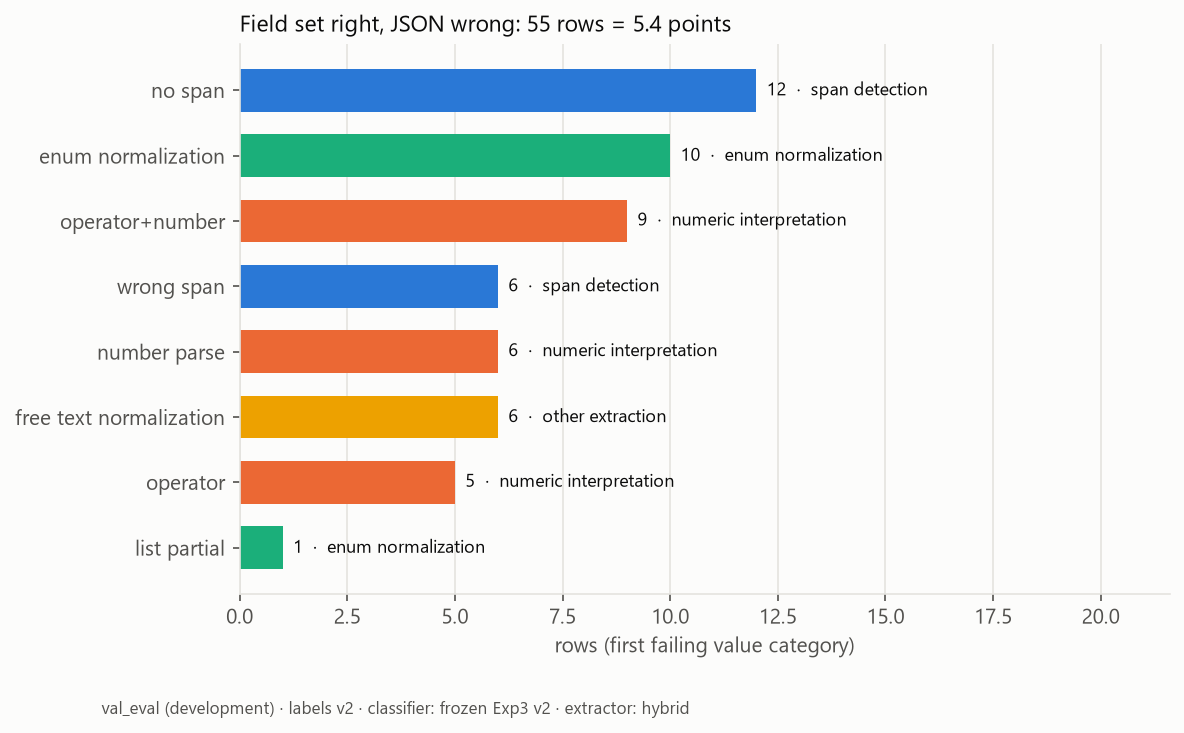 Field set right, JSON wrong: 55 rows = 5.4 points
no span
12 · span detection
enum normalization
10 · enum normalization
operator+number
9 · numeric interpretation
wrong span
6 · span detection
number parse
6 · numeric interpretation
free text normalization
6 · other extraction
operator
5 · numeric interpretation
list partial
1 · enum normalization
0.0 2.5 5.0 7.5 10.0 12.5 15.0 17.5 20.0
rows (first failing value category)
val_eval (development) · labels v2 · classifier: frozen Exp3 v2 · extractor: hybrid